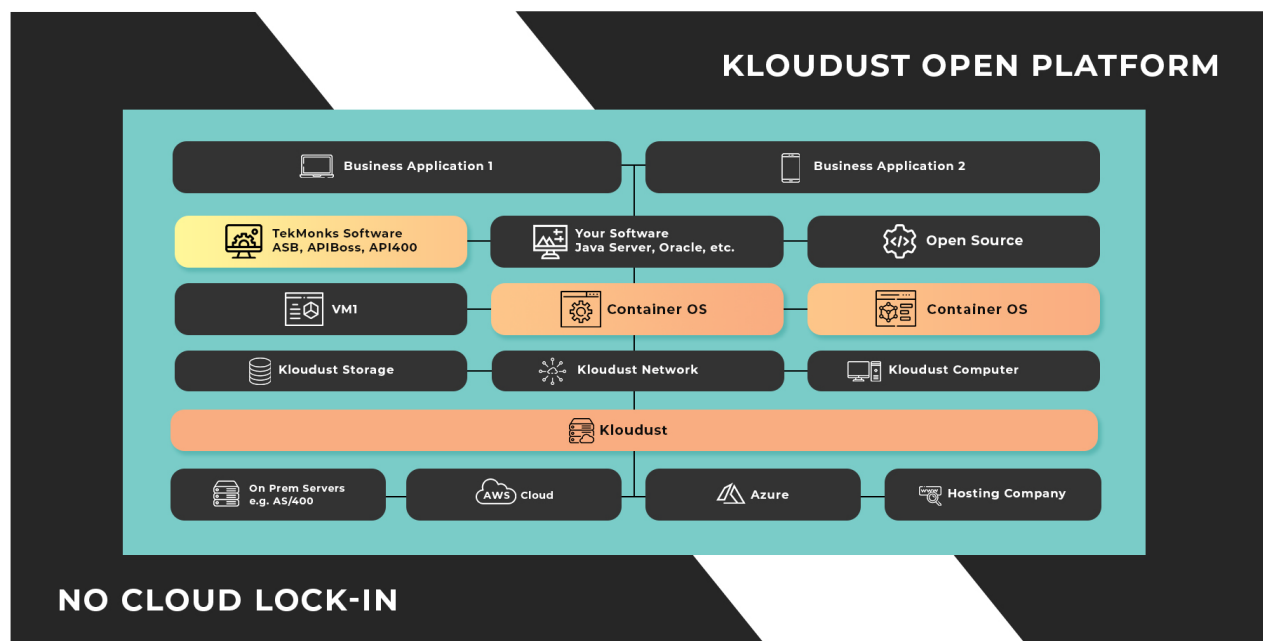 KLOUDUST OPEN PLATFORM
Business Application 1
Business Application 2
TekMonks Software
ASB, APIBoss, API400
Your Software
Java Server, Oracle, etc.
Open Source
VM1
Container OS
Container OS
Kloudust Storage
Kloudust Network
Kloudust Computer
Kloudust
On Prem Servers
e.g. AS/400
AWS Cloud
Azure
www Hosting Company
NO CLOUD LOCK-IN